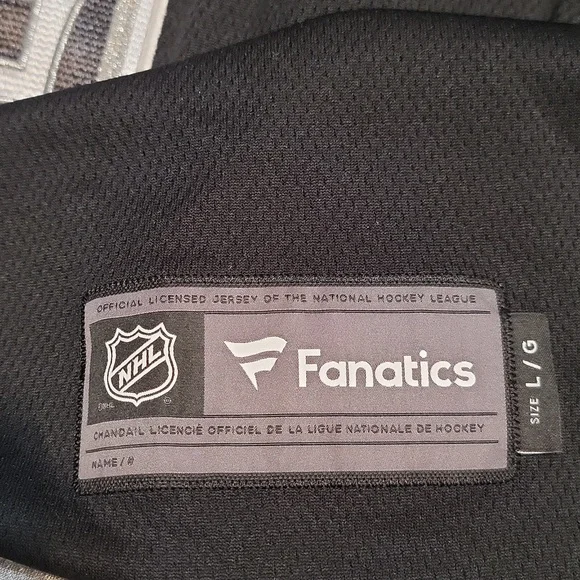 OFFICIAL LICENSED JERSEY OF THE NATIONAL HOCKEY LEAGUE
NHL
©NHL
Fanatics
CHANDAIL LICENCIÉ OFFICIEL DE LA LIGUE NATIONALE DE HOCKEY
NAME / #
SIZE L / G